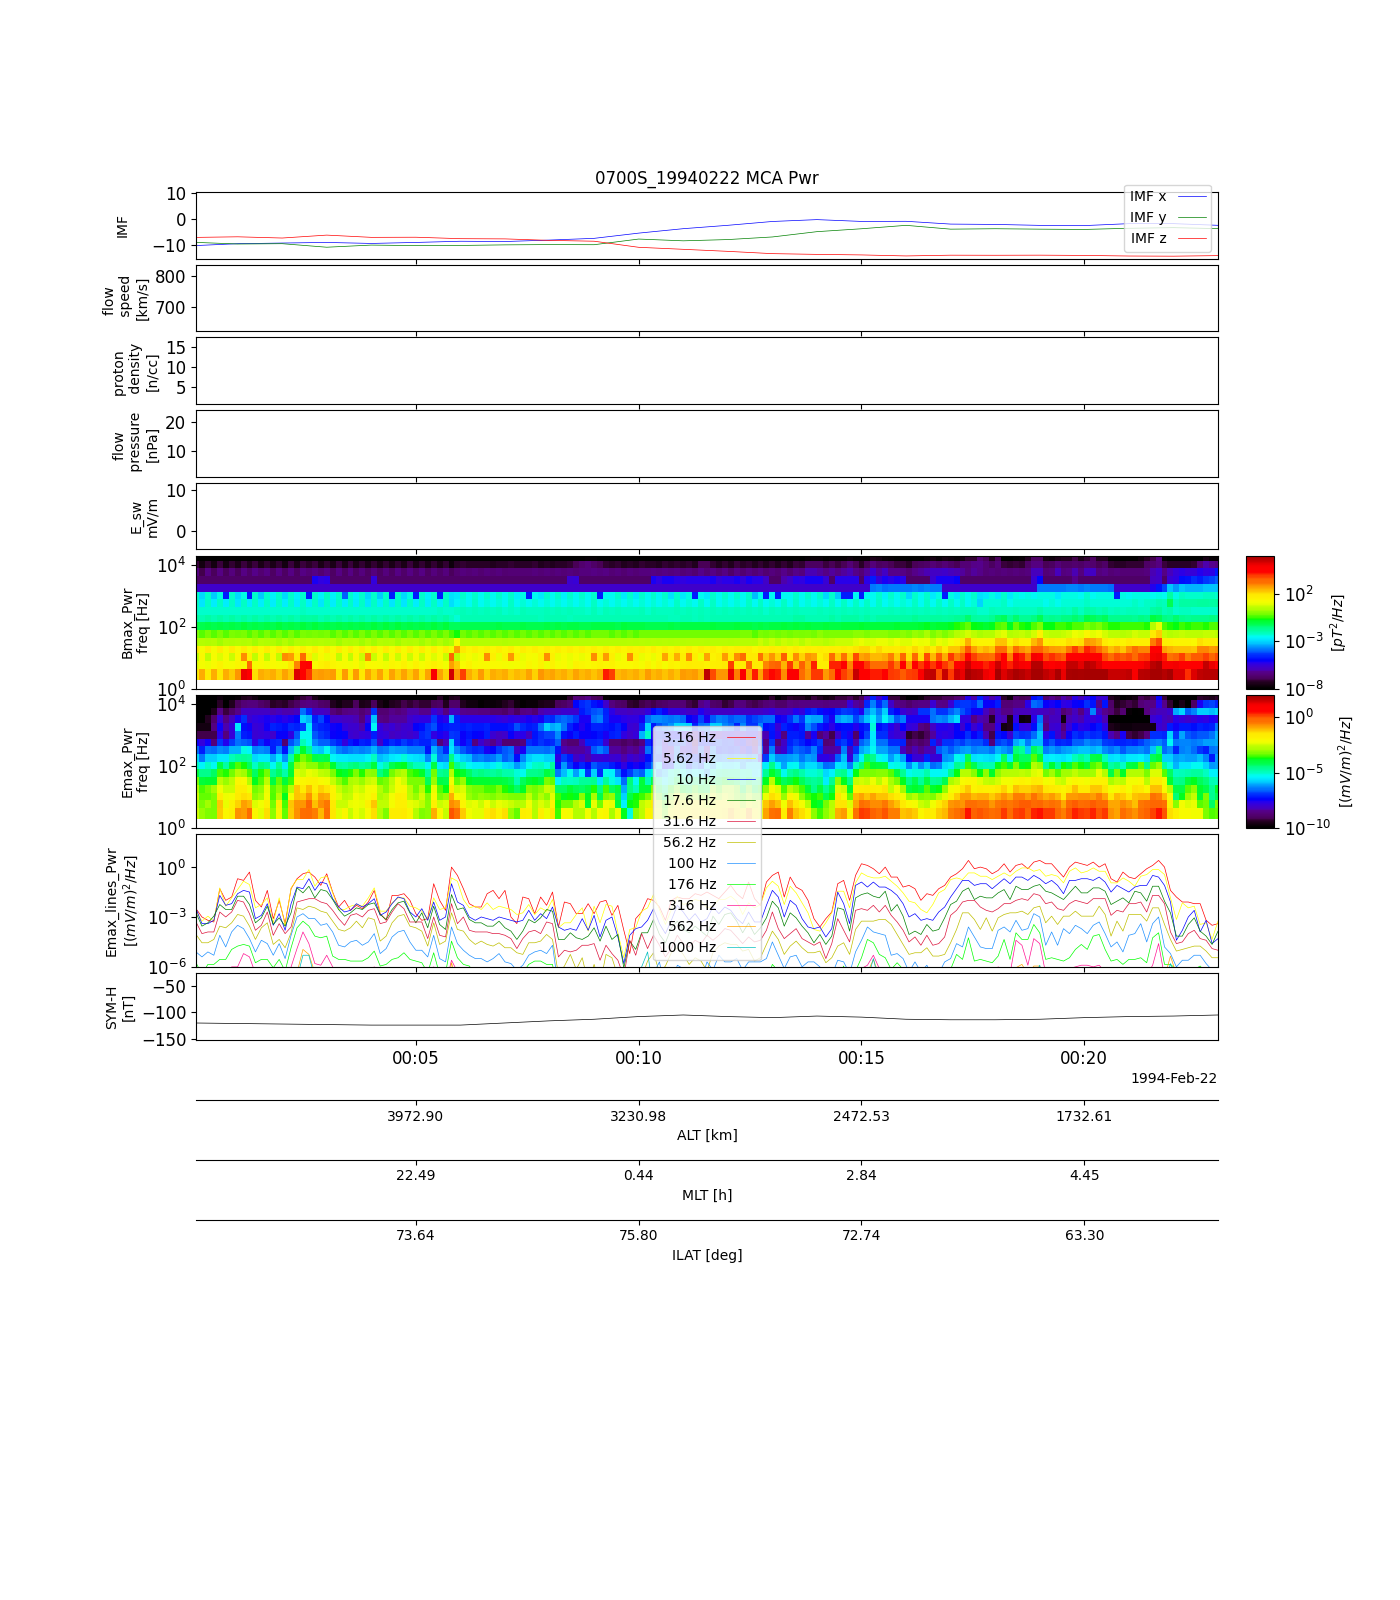 0700S_19940222 MCA Pwr
10
0
−10
IMF
IMF x
IMF y
IMF z
800
700
flow
speed
[km/s]
15
10
5
proton
density
[n/cc]
20
10
flow
pressure
[nPa]
10
0
E_sw
mV/m
10^4
10^2
10^0
Bmax_Pwr
freq [Hz]
10^2
10^−3
10^−8
[pT^2/Hz]
10^4
10^2
10^0
Emax_Pwr
freq [Hz]
10^0
10^−5
10^−10
[(mV/m)^2/Hz]
3.16 Hz
5.62 Hz
10 Hz
17.6 Hz
31.6 Hz
56.2 Hz
100 Hz
176 Hz
316 Hz
562 Hz
1000 Hz
10^0
10^−3
10^−6
Emax_lines_Pwr
[(mV/m)^2/Hz]
−50
−100
−150
SYM-H
[nT]
00:05 00:10 00:15 00:20
1994-Feb-22
3972.90 3230.98 2472.53 1732.61
ALT [km]
22.49 0.44 2.84 4.45
MLT [h]
73.64 75.80 72.74 63.30
ILAT [deg]